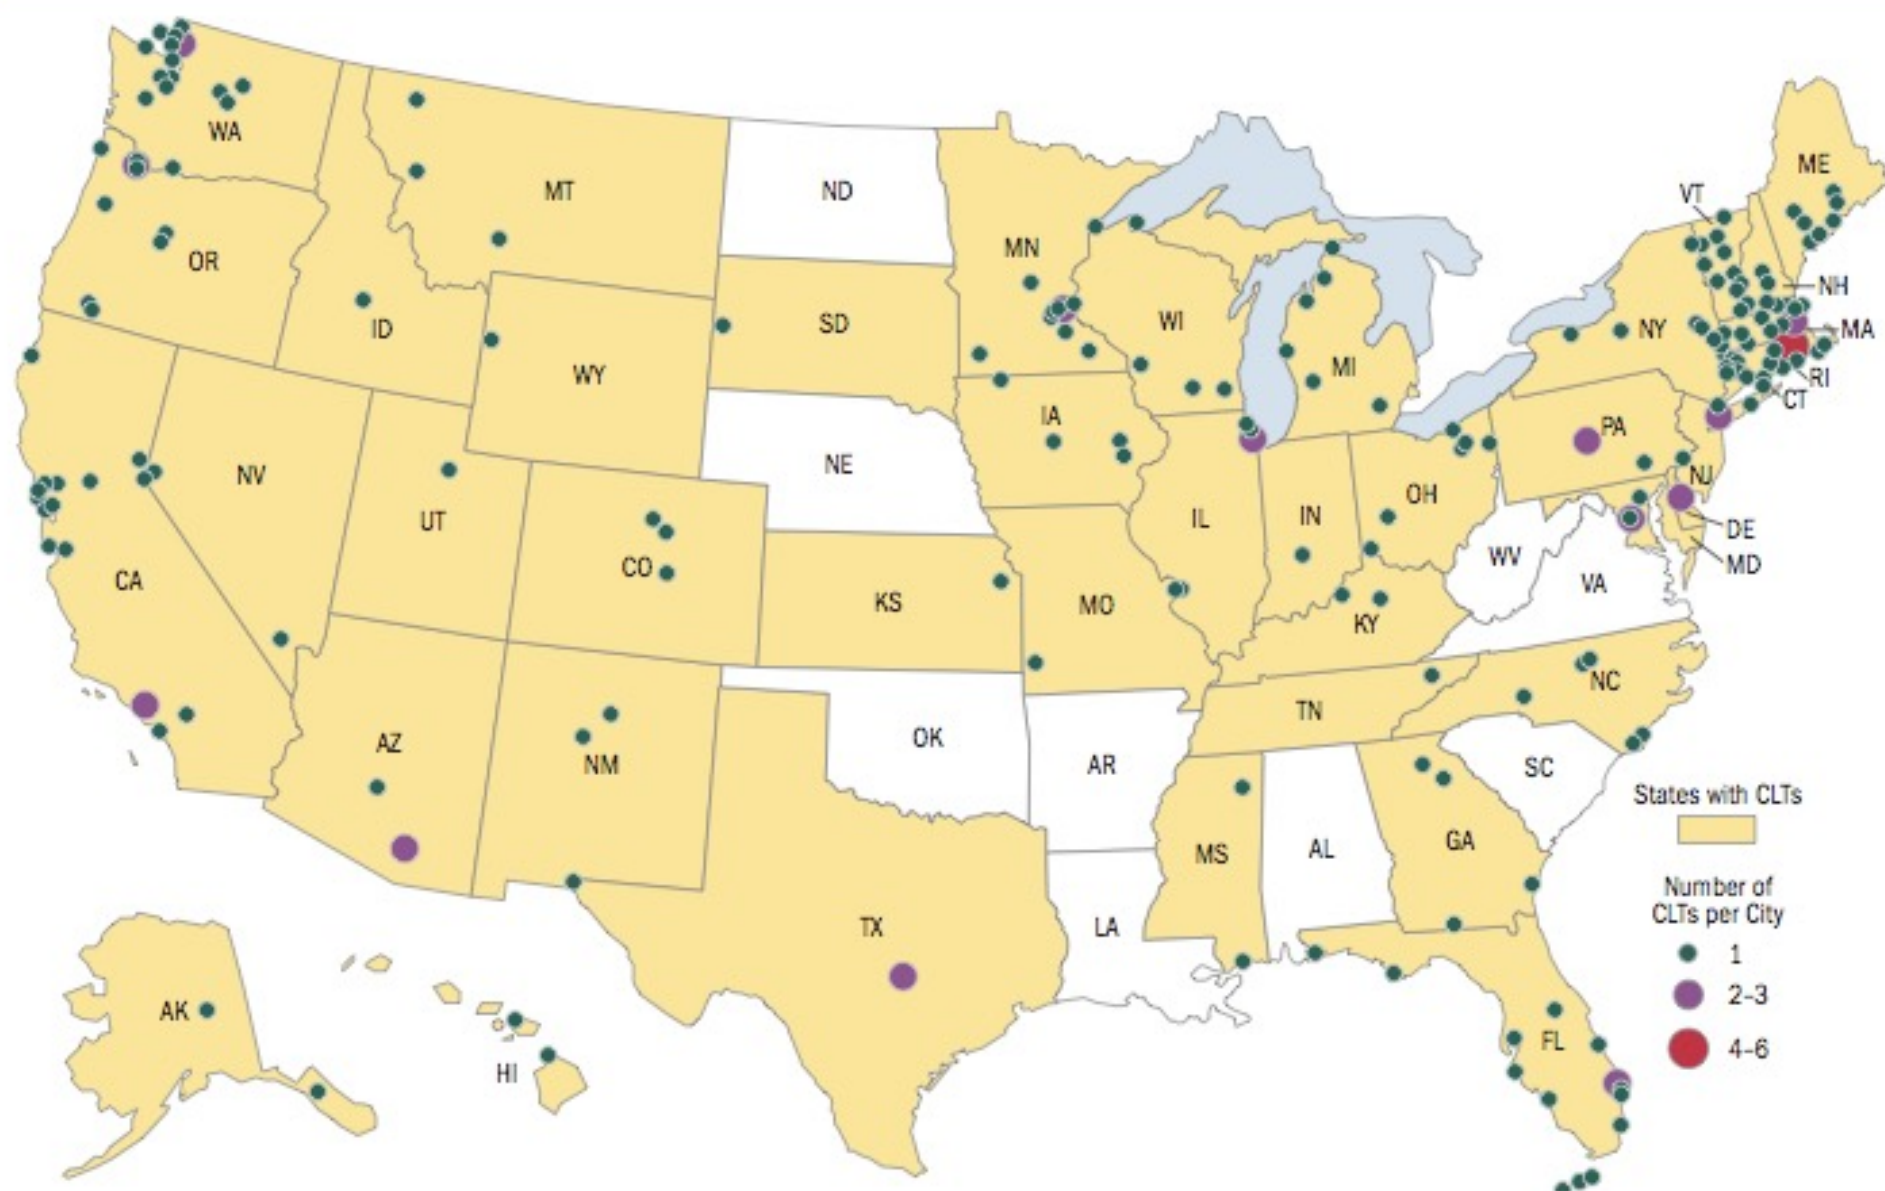 WA
MT
ND
ME
VT
MN
OR
NH
ID
SD
WI
NY
MA
WY
MI
RI
CT
IA
PA
NE
NV
NJ
UT
OH
IL
IN
DE
CO
WV
MD
CA
VA
KS
MO
KY
NC
TN
AZ
OK
NM
AR
SC
States with CLTs
MS
AL
GA
Number of
CLTs per City
TX
LA
1
2-3
AK
FL
4-6
HI